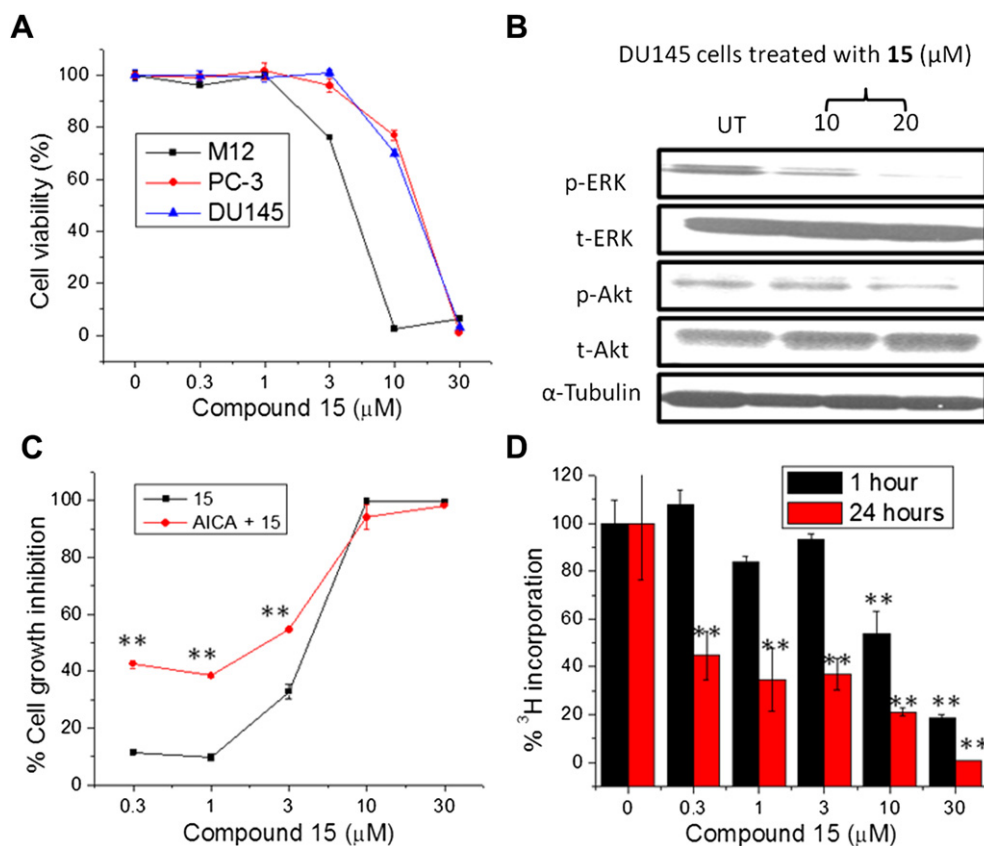 A
Cell viability (%)
100
80
60
40
20
0
M12
PC-3
DU145
0 0.3 1 3 10 30
Compound 15 (μM)
B
DU145 cells treated with 15 (μM)
UT 10 20
p-ERK
t-ERK
p-Akt
t-Akt
α-Tubulin
C
% Cell growth inhibition
100
80
60
40
20
0
15
AICA + 15
** ** **
0.3 1 3 10 30
Compound 15 (μM)
D
% ³H incorporation
120
100
80
60
40
20
0
1 hour
24 hours
** ** ** ** ** ** **
0 0.3 1 3 10 30
Compound 15 (μM)